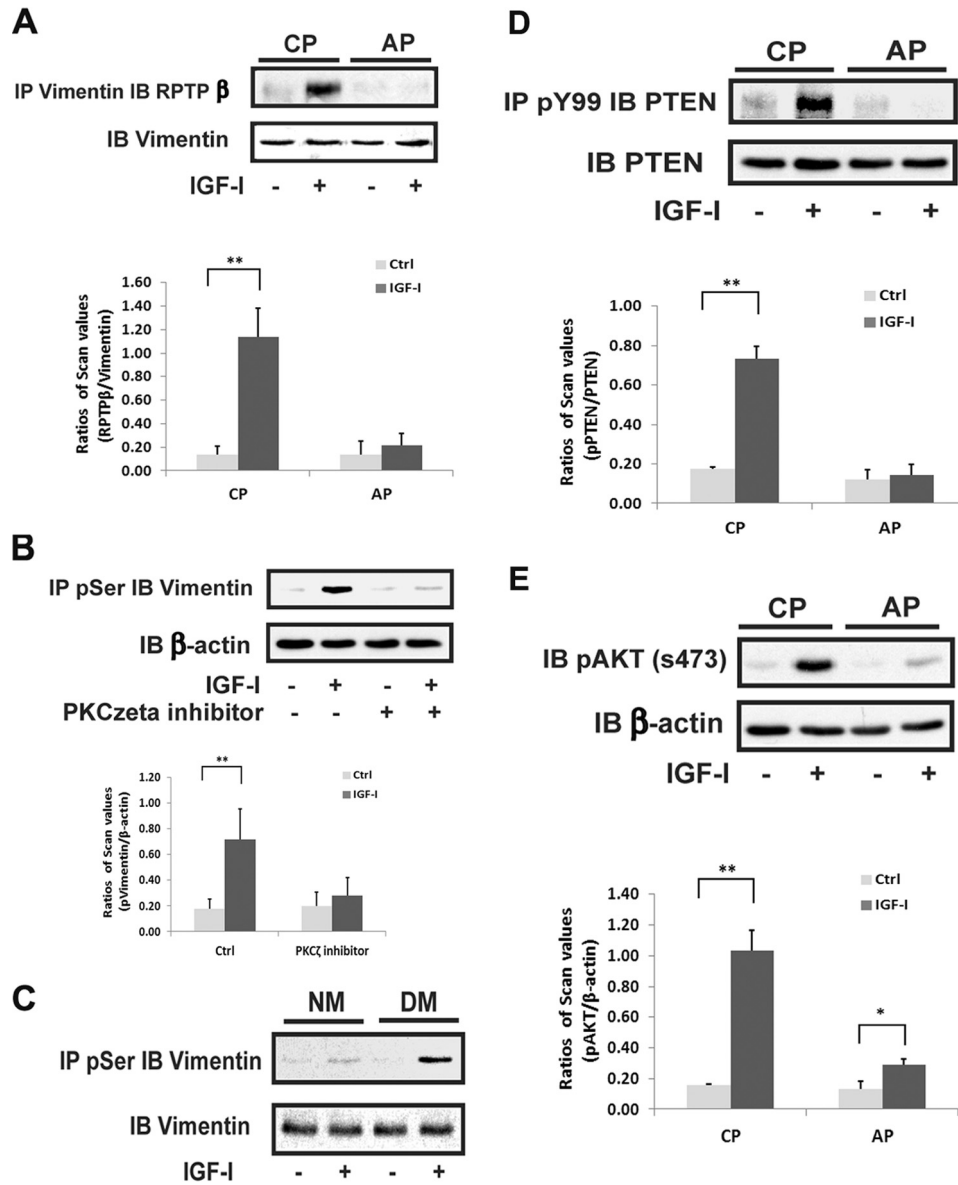 A
CP AP
IP Vimentin IB RPTP β
IB Vimentin
IGF-I - + - +
Ctrl
IGF-I
**
Ratios of Scan values
(RPTPβ/Vimentin)
1.60
1.40
1.20
1.00
0.80
0.60
0.40
0.20
0.00
CP AP
B
IP pSer IB Vimentin
IB β-actin
IGF-I - + - +
PKCzeta inhibitor - - + +
Ctrl
IGF-I
**
Ratios of Scan values
(pVimentin/β-actin)
1.20
1.00
0.80
0.60
0.40
0.20
0.00
Ctrl PKCζ inhibitor
C
NM DM
IP pSer IB Vimentin
IB Vimentin
IGF-I - + - +
D
CP AP
IP pY99 IB PTEN
IB PTEN
IGF-I - + - +
Ctrl
IGF-I
**
Ratios of Scan values
(pPTEN/PTEN)
1.00
0.80
0.60
0.40
0.20
0.00
CP AP
E
CP AP
IB pAKT (s473)
IB β-actin
IGF-I - + - +
Ctrl
IGF-I
**
*
Ratios of Scan values
(pAKT/β-actin)
1.40
1.20
1.00
0.80
0.60
0.40
0.20
0.00
CP AP